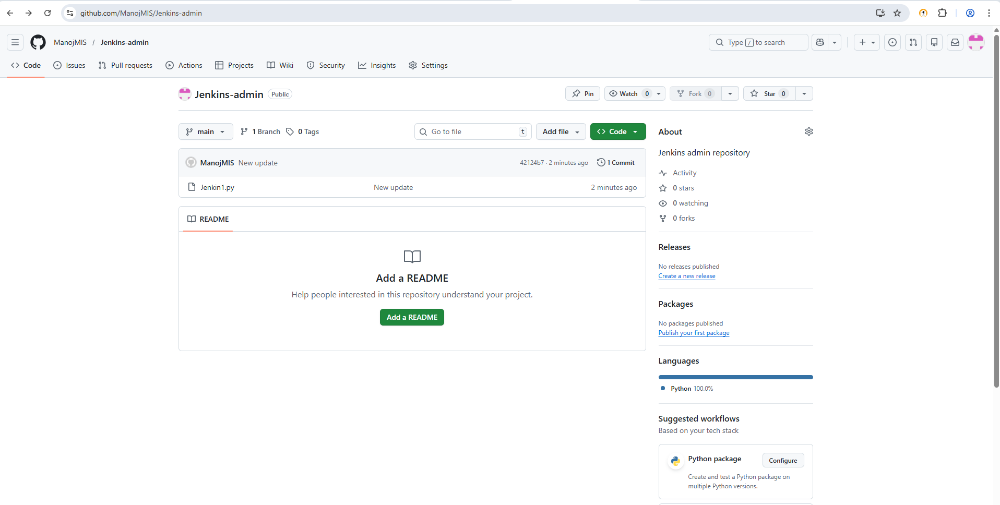 github.com/ManojMIS/Jenkins-admin
ManojMIS / Jenkins-admin
Type / to search
Code Issues Pull requests Actions Projects Wiki Security Insights Settings
Jenkins-admin Public
Pin Watch 0 Fork 0 Star 0
main 1 Branch 0 Tags
Go to file t Add file Code
ManojMIS New update 42124b7 · 2 minutes ago 1 Commit
Jenkin1.py New update 2 minutes ago
README
Add a README
Help people interested in this repository understand your project.
Add a README
About
Jenkins admin repository
Activity
0 stars
0 watching
0 forks
Releases
No releases published
Create a new release
Packages
No packages published
Publish your first package
Languages
Python 100.0%
Suggested workflows
Based on your tech stack
Python package Configure
Create and test a Python package on
multiple Python versions.